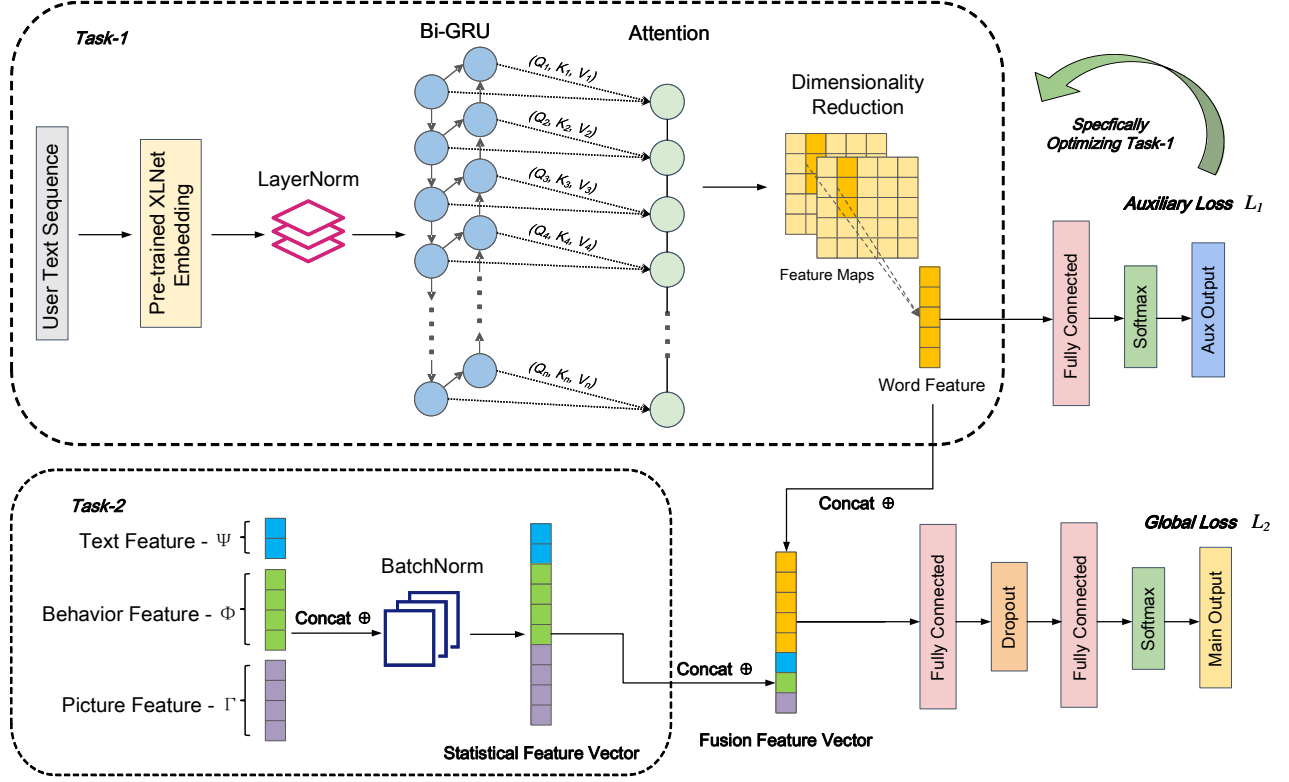 Task-1
Bi-GRU
Attention
User Text Sequence
Pre-trained XLNet
Embedding
LayerNorm
(Q₁, K₁, V₁)
(Q₂, K₂, V₂)
(Q₃, K₃, V₃)
(Q₄, K₄, V₄)
(Qₙ, Kₙ, Vₙ)
Dimensionality
Reduction
Feature Maps
Word Feature
Specfically
Optimizing Task-1
Auxiliary Loss L₁
Fully Connected
Softmax
Aux Output
Task-2
Text Feature - Ψ
Behavior Feature - Φ
Picture Feature - Γ
Concat ⊕
BatchNorm
Statistical Feature Vector
Concat ⊕
Concat ⊕
Fusion Feature Vector
Global Loss L₂
Fully Connected
Dropout
Fully Connected
Softmax
Main Output